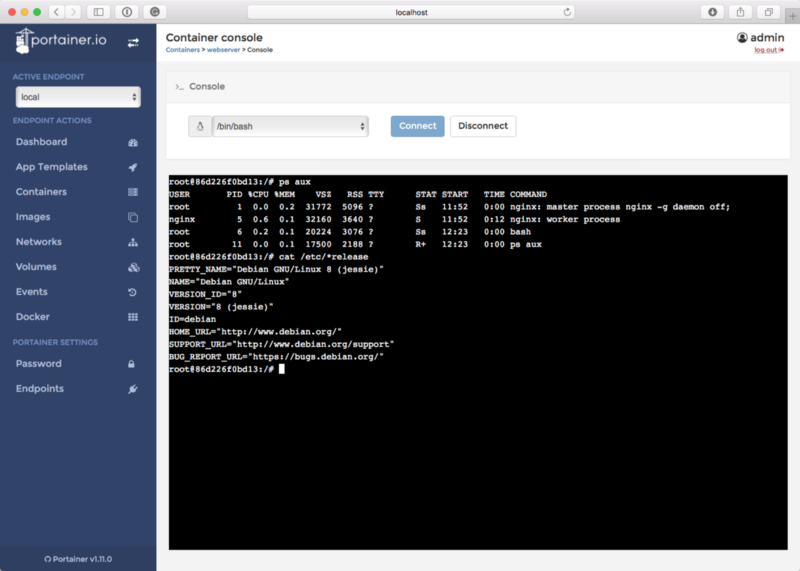 localhost
portainer.io
ACTIVE ENDPOINT
local
ENDPOINT ACTIONS
Dashboard
App Templates
Containers
Images
Networks
Volumes
Events
Docker
PORTAINER SETTINGS
Password
Endpoints
Portainer v1.11.0
Container console
Containers > webserver > Console
admin
log out
>_ Console
/bin/bash
Connect
Disconnect
root@86d226f0bd13:/# ps aux
USER PID %CPU %MEM VSZ RSS TTY STAT START TIME COMMAND
root 1 0.0 0.2 31772 5096 ? Ss 11:52 0:00 nginx: master process nginx -g daemon off;
nginx 5 0.6 0.1 32160 3640 ? S 11:52 0:12 nginx: worker process
root 6 0.2 0.1 20224 3076 ? Ss 12:23 0:00 bash
root 11 0.0 0.1 17500 2188 ? R+ 12:23 0:00 ps aux
root@86d226f0bd13:/# cat /etc/*release
PRETTY_NAME="Debian GNU/Linux 8 (jessie)"
NAME="Debian GNU/Linux"
VERSION_ID="8"
VERSION="8 (jessie)"
ID=debian
HOME_URL="http://www.debian.org/"
SUPPORT_URL="http://www.debian.org/support"
BUG_REPORT_URL="https://bugs.debian.org/"
root@86d226f0bd13:/#